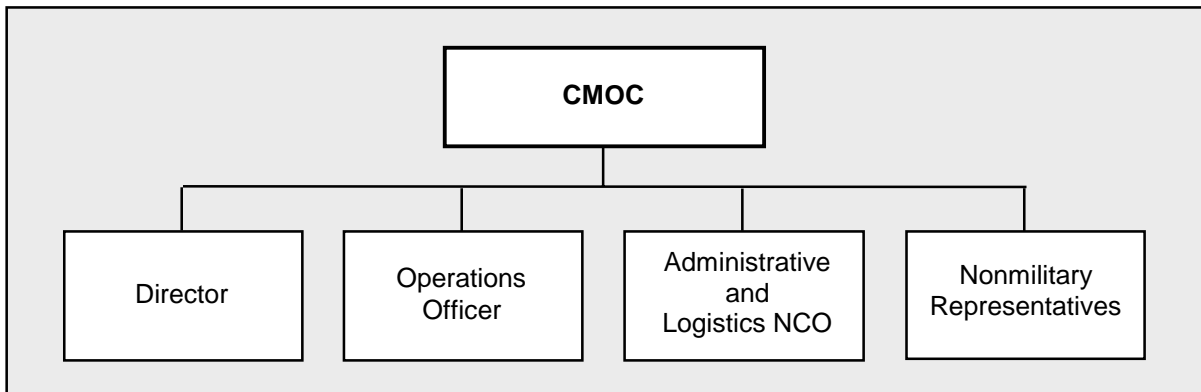 CMOC
Director
Operations
Officer
Administrative
and
Logistics NCO
Nonmilitary
Representatives